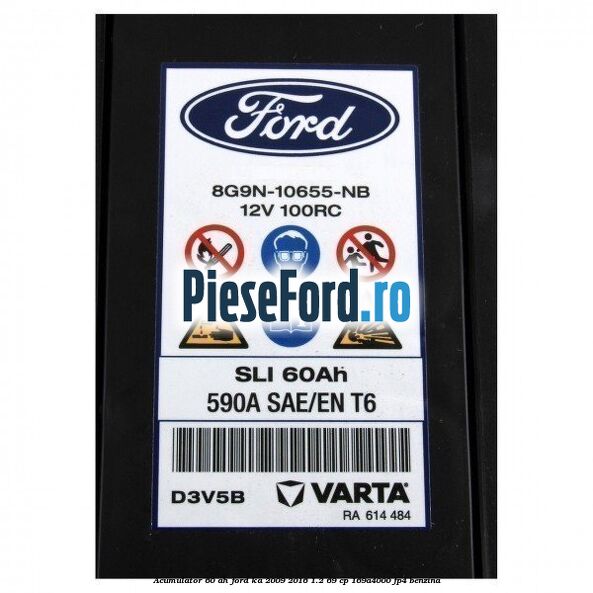 Ford
8G9N-10655-NB
12V 100RC
PieseFord.ro
SLI 60Ah
590A SAE/EN T6
D3V5B VARTA
RA 614 484
Acumulator 60 ah ford ka 2009 2016 1.2 69 cp 169a4000 fp4 benzina